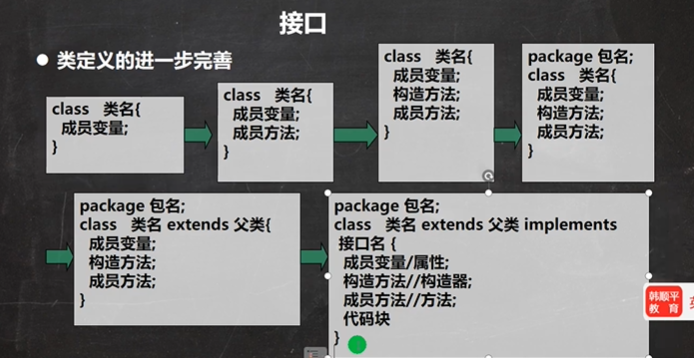 接口
● 类定义的进一步完善
class 类名{
成员变量;
}
class 类名{
成员变量;
成员方法;
}
class 类名{
成员变量;
构造方法;
成员方法;
}
package 包名;
class 类名{
成员变量;
构造方法;
成员方法;
}
package 包名;
class 类名 extends 父类{
成员变量;
构造方法;
成员方法;
}
package 包名;
class 类名 extends 父类 implements
接口名 {
成员变量/属性;
构造方法//构造器;
成员方法//方法;
代码块
}
韩顺平
教 育